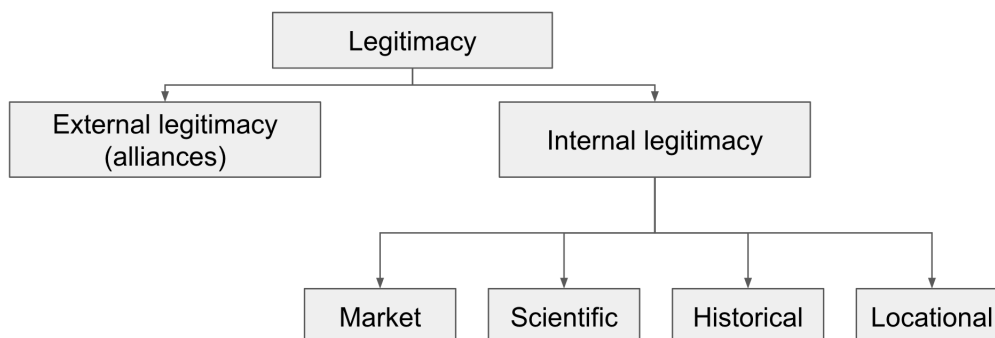 Legitimacy
External legitimacy
(alliances)
Internal legitimacy
Market
Scientific
Historical
Locational